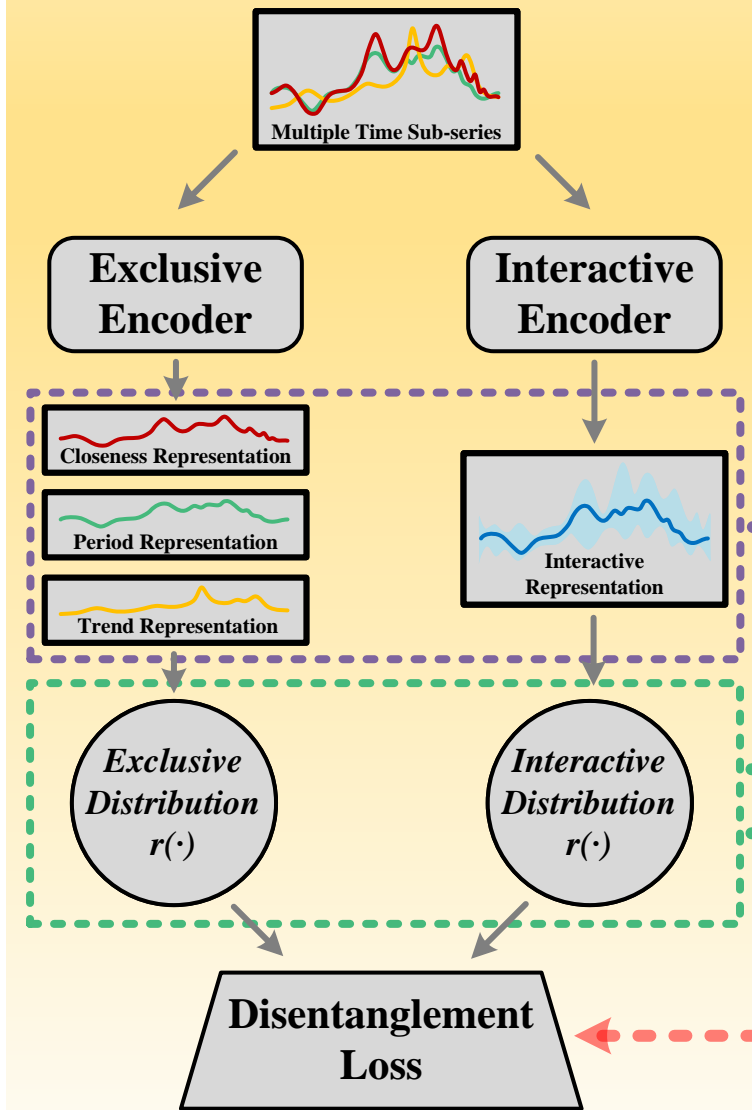 Multiple Time Sub-series
Exclusive
Encoder
Interactive
Encoder
Closeness Representation
Period Representation
Trend Representation
Interactive
Representation
Exclusive
Distribution
r(·)
Interactive
Distribution
r(·)
Disentanglement
Loss